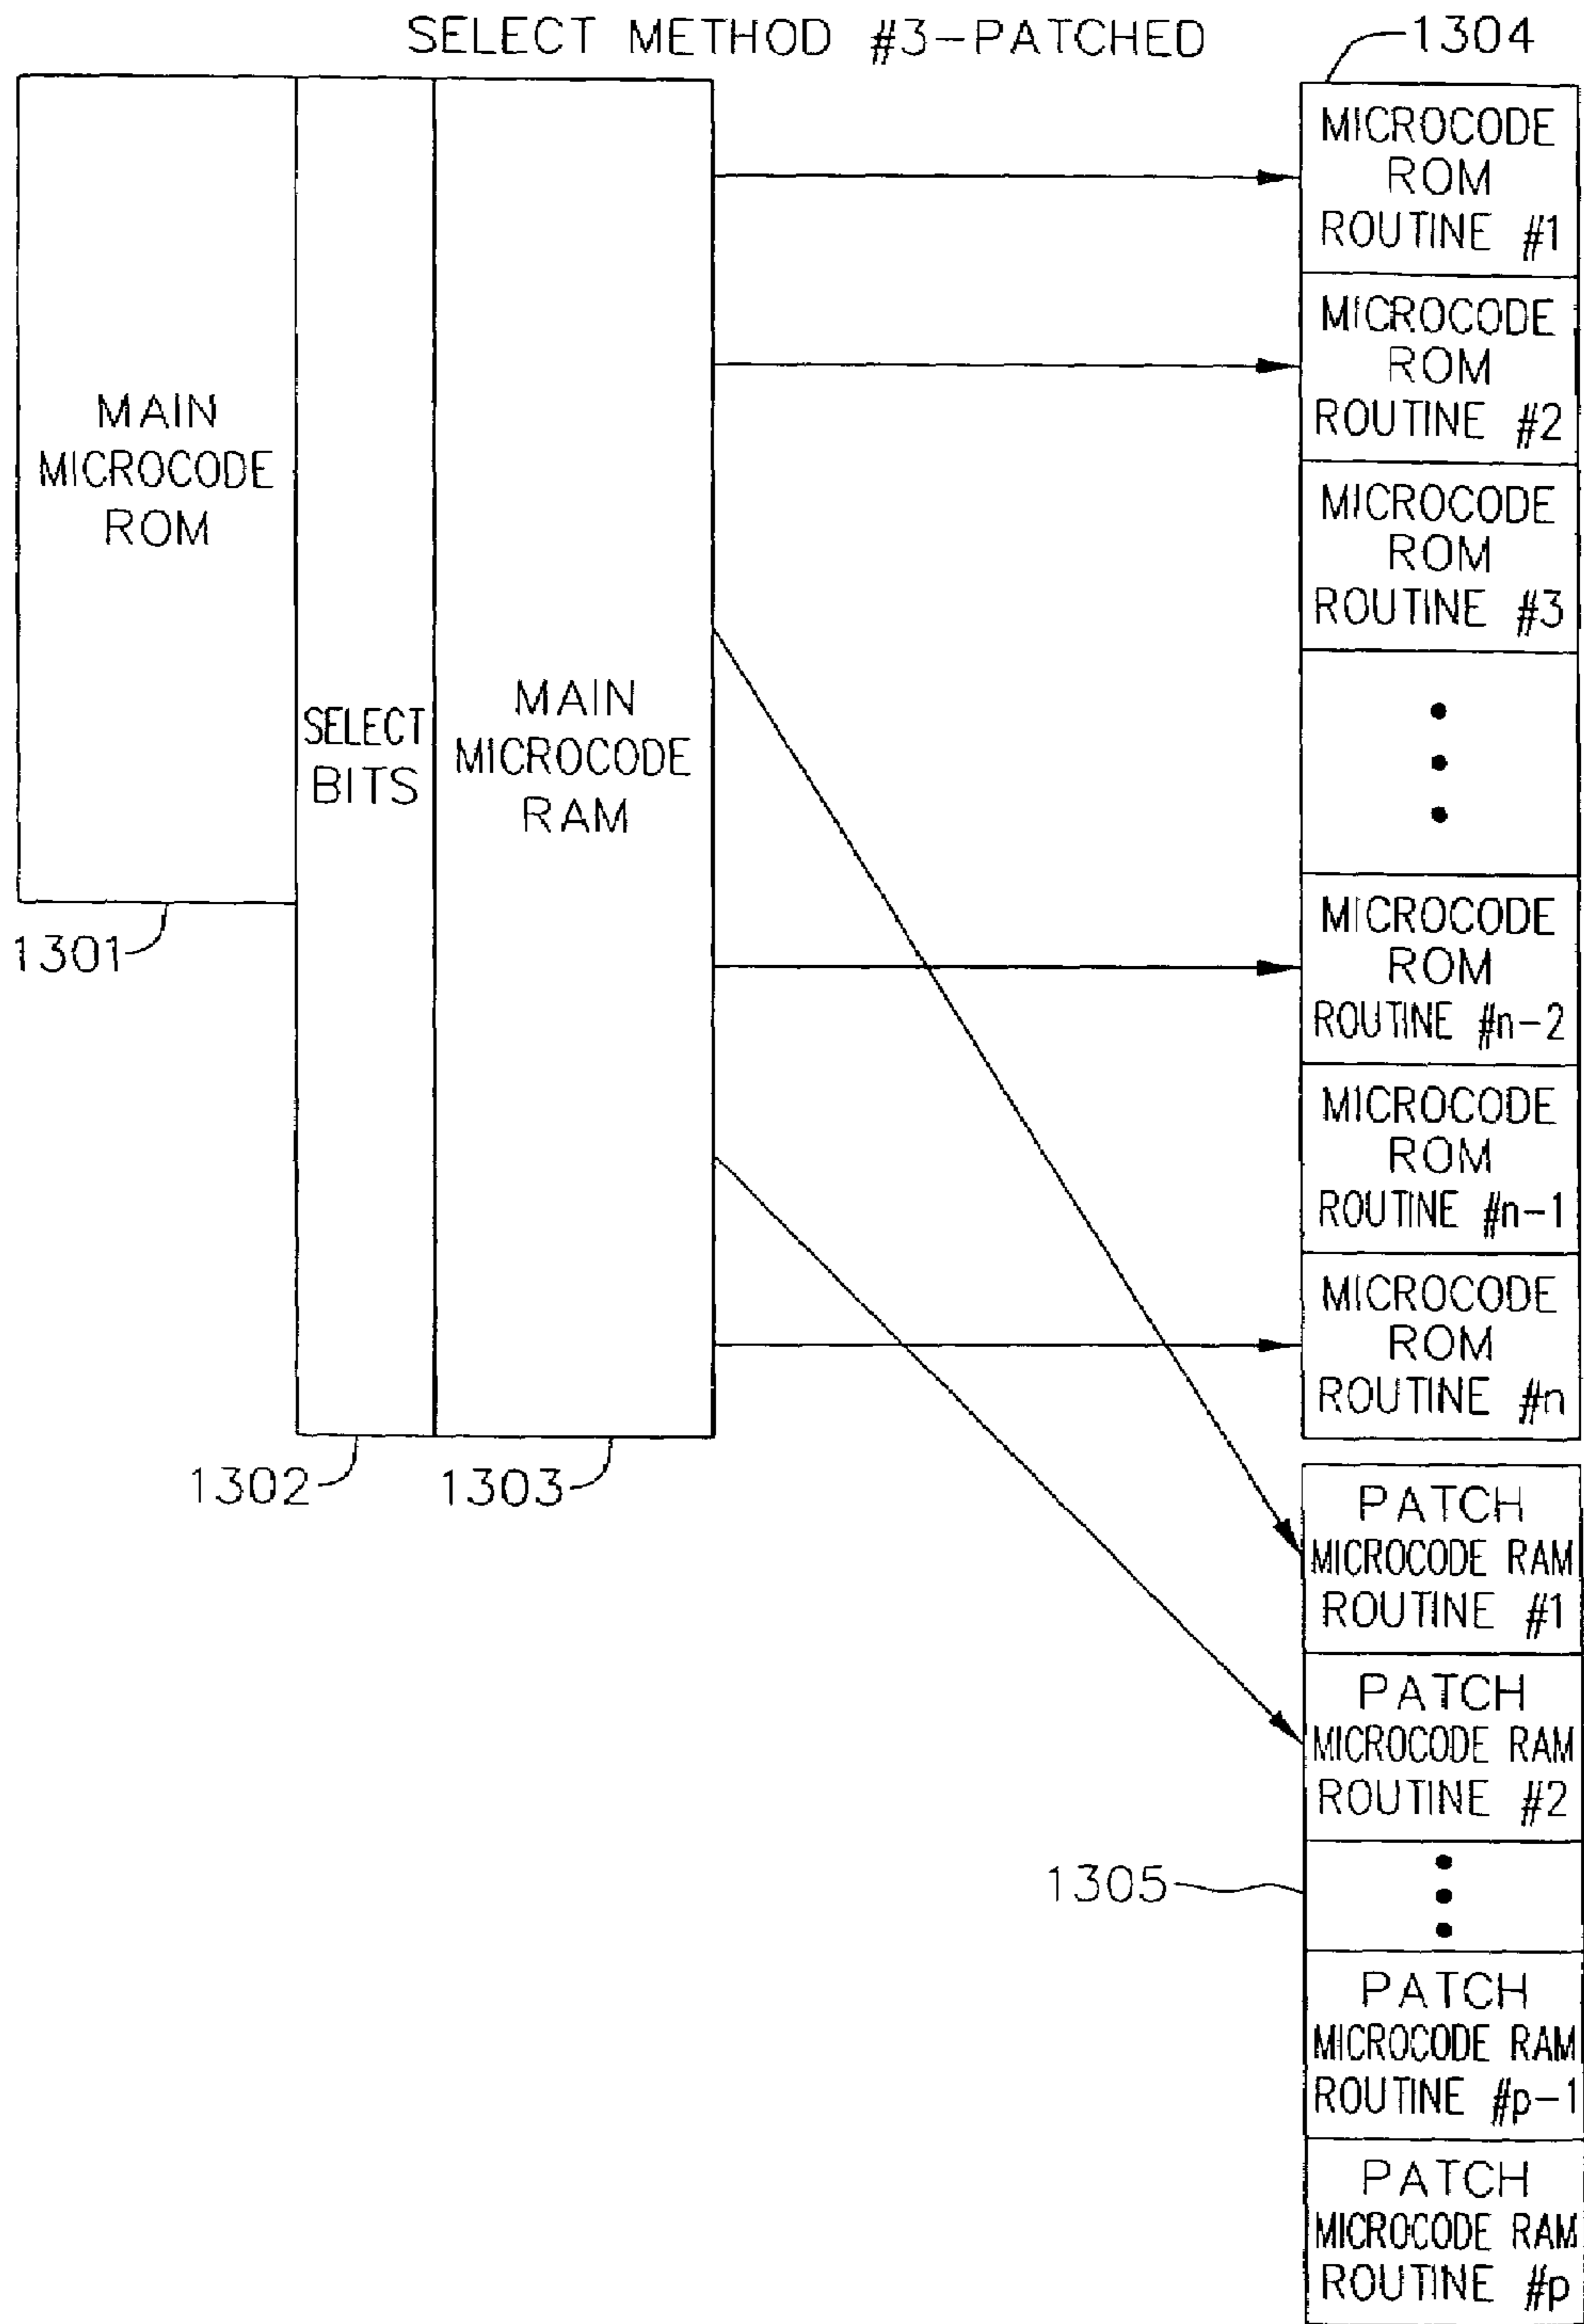 SELECT METHOD #3-PATCHED
1304
MAIN
MICROCODE
ROM
1301
SELECT
BITS
1302
MAIN
MICROCODE
RAM
1303
MICROCODE
ROM
ROUTINE #1
MICROCODE
ROM
ROUTINE #2
MICROCODE
ROM
ROUTINE #3
MICROCODE
ROM
ROUTINE #n-2
MICROCODE
ROM
ROUTINE #n-1
MICROCODE
ROM
ROUTINE #n
PATCH
MICROCODE RAM
ROUTINE #1
PATCH
MICROCODE RAM
ROUTINE #2
1305
PATCH
MICROCODE RAM
ROUTINE #p-1
PATCH
MICROCODE RAM
ROUTINE #p